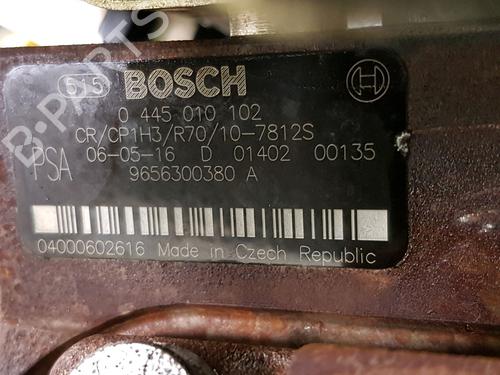 615 BOSCH
0 445 010 102
CR/CP1H3/R70/10-7812S
PSA 06-05-16 D 01402 00135
9656300380 A
04000602616 Made in Czech Republic
B-PARTS